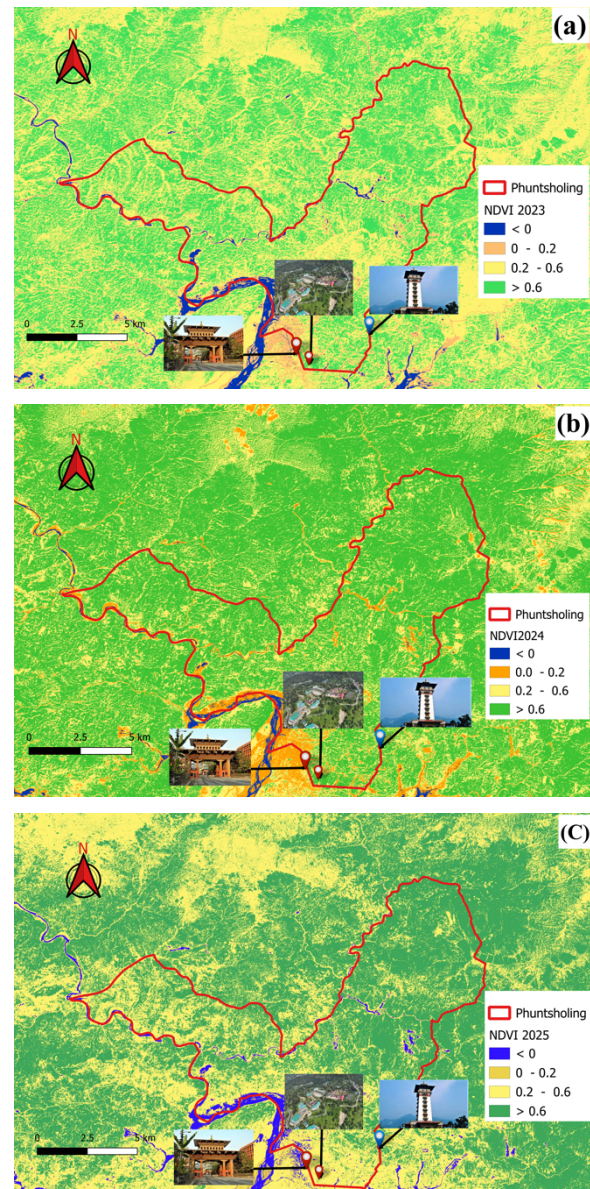 (a)
N
Phuntsholing
NDVI 2023
< 0
0 - 0.2
0.2 - 0.6
> 0.6
0 2.5 5 km
(b)
N
Phuntsholing
NDVI2024
< 0
0.0 - 0.2
0.2 - 0.6
> 0.6
0 2.5 5 km
(C)
N
Phuntsholing
NDVI 2025
< 0
0 - 0.2
0.2 - 0.6
> 0.6
0 2.5 5 km